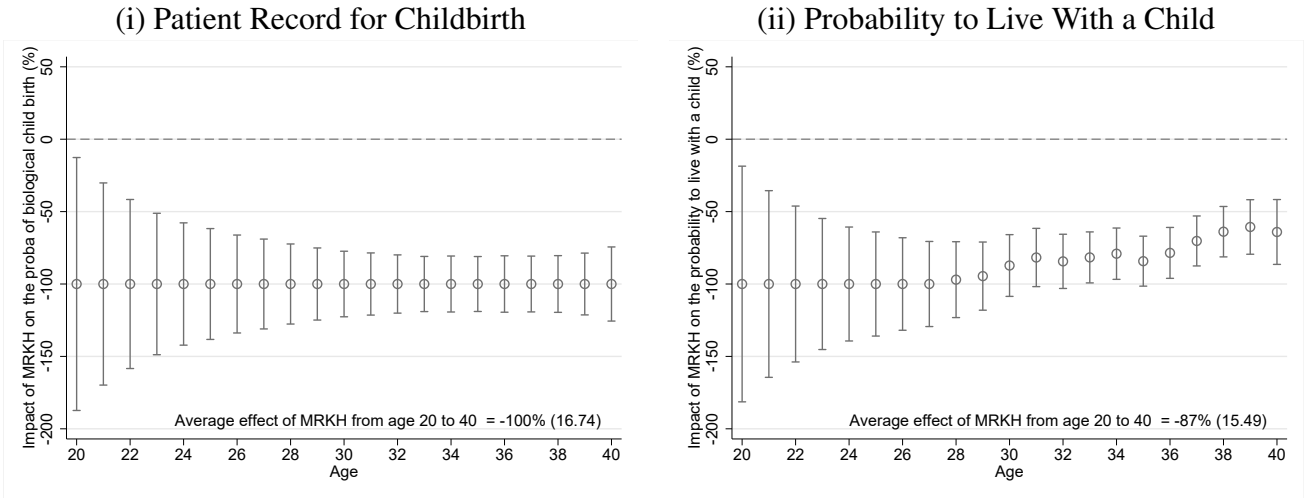 (i) Patient Record for Childbirth
Impact of MRKH on the proba of biological child birth (%)
50
0
-50
-100
-150
-200
Average effect of MRKH from age 20 to 40 = -100% (16.74)
20 22 24 26 28 30 32 34 36 38 40
Age
(ii) Probability to Live With a Child
Impact of MRKH on the probability to live with a child (%)
50
0
-50
-100
-150
-200
Average effect of MRKH from age 20 to 40 = -87% (15.49)
20 22 24 26 28 30 32 34 36 38 40
Age